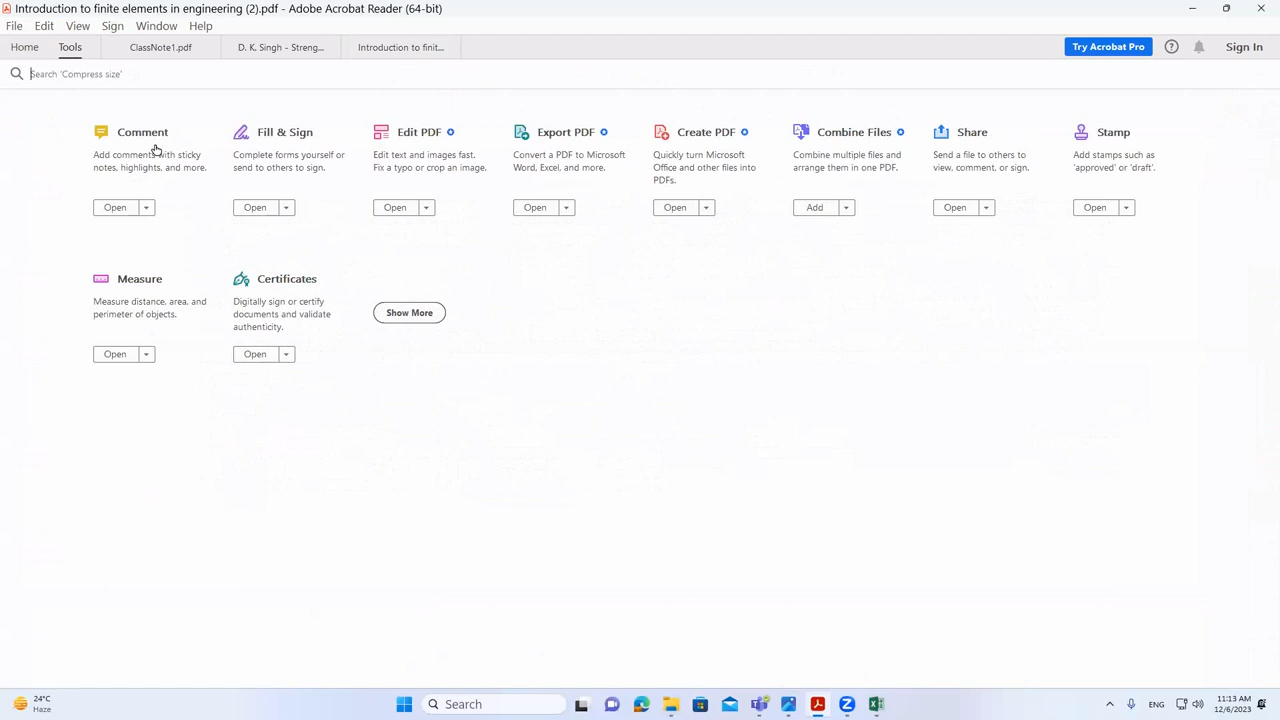 Introduction to finite elements in engineering (2).pdf - Adobe Acrobat Reader (64-bit)
File Edit View Sign Window Help
Home Tools ClassNote1.pdf D. K. Singh - Streng... Introduction to finit... Try Acrobat Pro Sign In
Search 'Compress size'
Comment Fill & Sign Edit PDF Export PDF Create PDF Combine Files Share Stamp
Add comments with sticky Complete forms yourself or Edit text and images fast. Convert a PDF to Microsoft Quickly turn Microsoft Combine multiple files and Send a file to others to Add stamps such as
notes, highlights, and more. send to others to sign. Fix a typo or crop an image. Word, Excel, and more. Office and other files into arrange them in one PDF. view, comment, or sign. 'approved' or 'draft'.
PDFs.
Open Open Open Open Open Add Open Open
Measure Certificates
Measure distance, area, and Digitally sign or certify
perimeter of objects. documents and validate
authenticity.
Show More
Open Open
24°C
Haze
Search
ENG
11:13 AM
12/6/2023